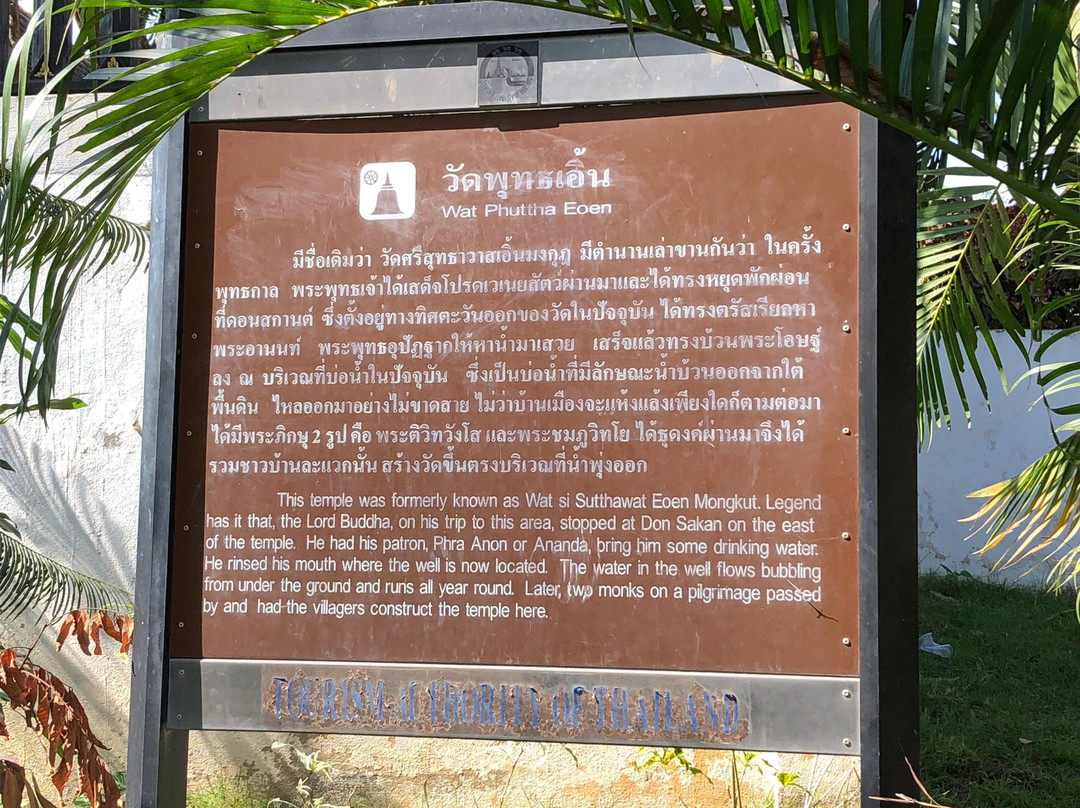 วัดพุทธเอิ้น
Wat Phuttha Eoen
มีชื่อเดิมว่า วัดศรีสุทธาวาสเอิ้นมงกุฎ มีตำนานเล่าขานกันว่า ในครั้ง
พุทธกาล พระพุทธเจ้าได้เสด็จโปรดเวเนยสัตว์ผ่านมาและได้ทรงหยุดพักผ่อน
ที่ดอนสกานต์ ซึ่งตั้งอยู่ทางทิศตะวันออกของวัดในปัจจุบัน ได้ทรงตรัสเรียกหา
พระอานนท์ พระพุทธอุปัฏฐากให้หาน้ำมาเสวย เสร็จแล้วทรงบ้วนพระโอษฐ์
ลง ณ บริเวณที่บ่อน้ำในปัจจุบัน ซึ่งเป็นบ่อน้ำที่มีลักษณะน้ำบ้วนออกจากใต้
พื้นดิน ไหลออกมาอย่างไม่ขาดสาย ไม่ว่าบ้านเมืองจะแห้งแล้งเพียงใดก็ตามต่อมา
ได้มีพระภิกษุ 2 รูป คือ พระติวิทวังโส และพระชมภูวิทโย ได้ธุดงค์ผ่านมาจึงได้
รวมชาวบ้านละแวกนั้น สร้างวัดขึ้นตรงบริเวณที่น้ำพุ่งออก
This temple was formerly known as Wat si Sutthawat Eoen Mongkut. Legend
has it that, the Lord Buddha, on his trip to this area, stopped at Don Sakan on the east
of the temple. He had his patron, Phra Anon or Ananda, bring him some drinking water.
He rinsed his mouth where the well is now located. The water in the well flows bubbling
from under the ground and runs all year round. Later, two monks on a pilgrimage passed
by and had the villagers construct the temple here.
TOURISM AUTHORITY OF THAILAND